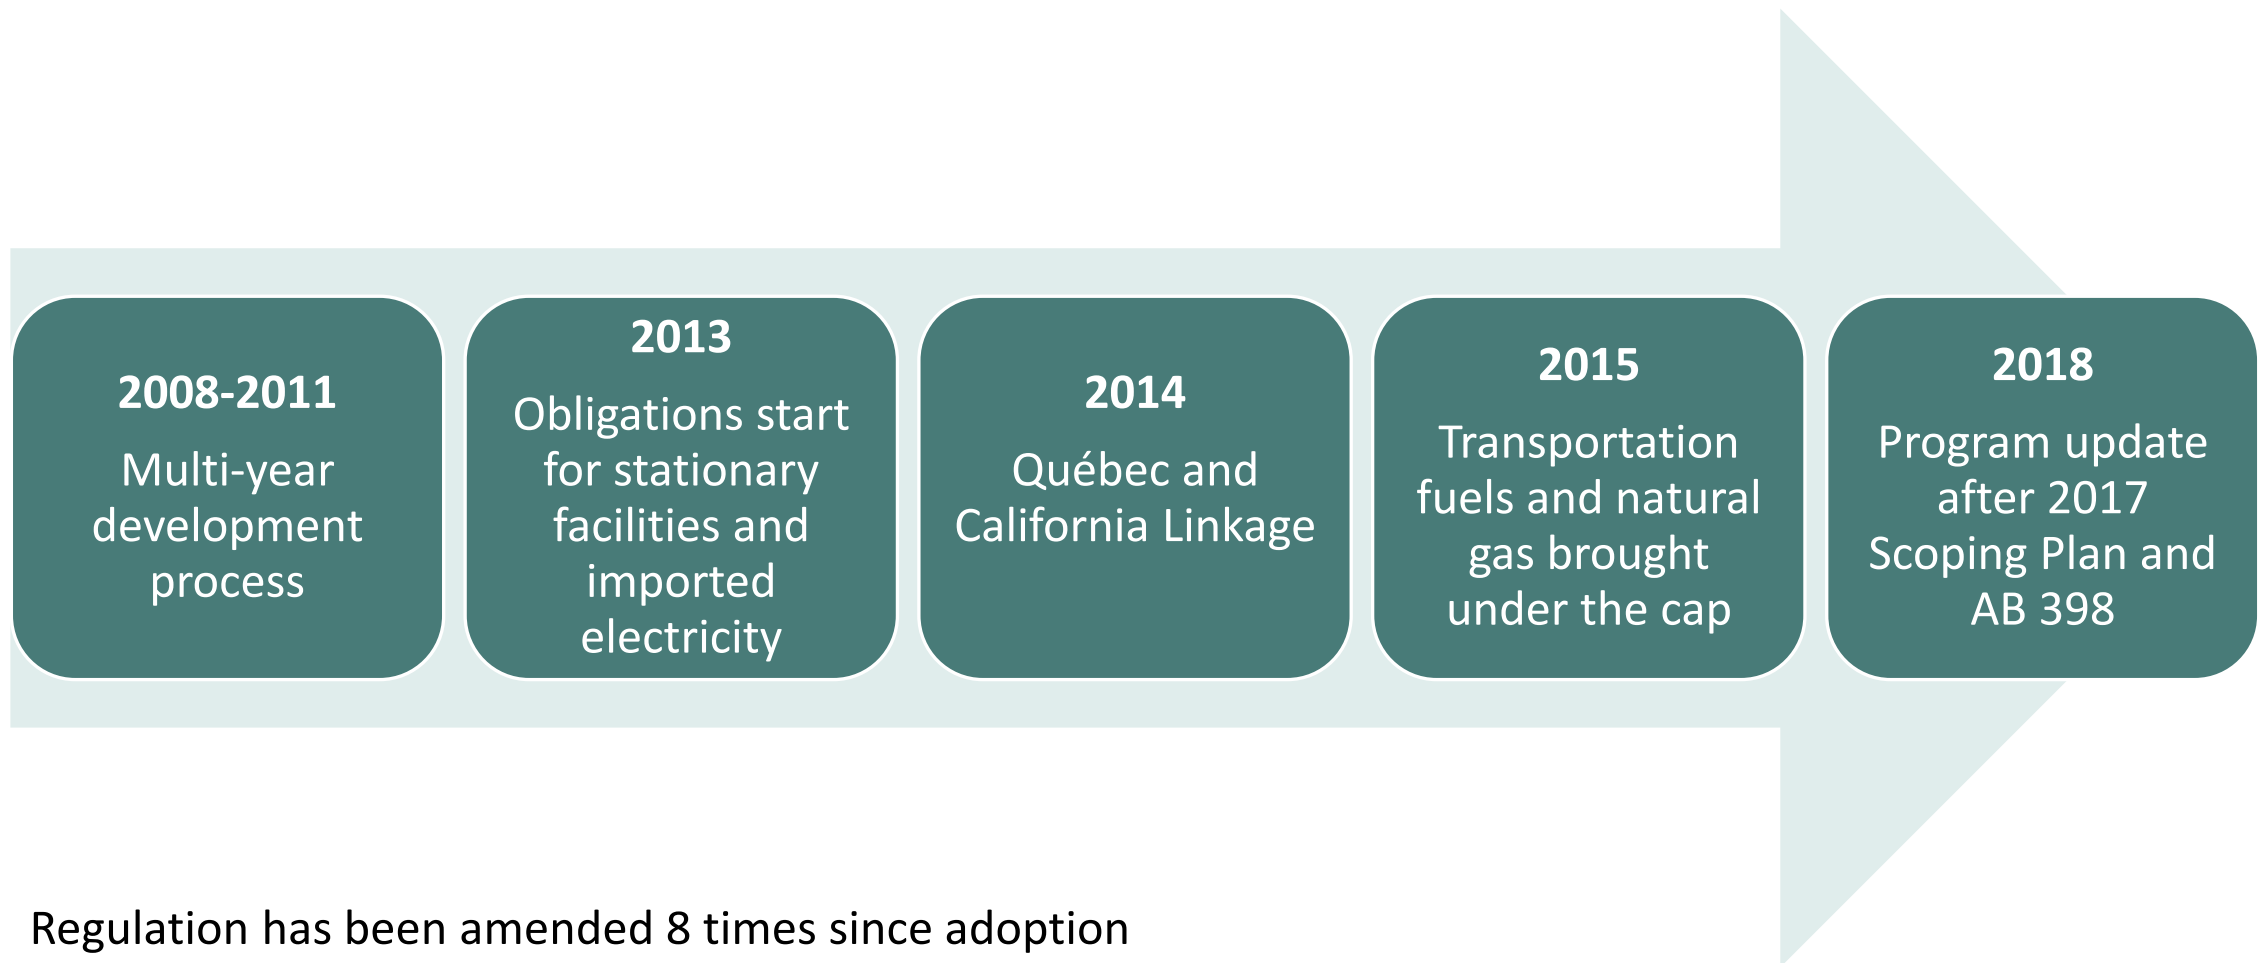 2008-2011
Multi-year
development
process
2013
Obligations start
for stationary
facilities and
imported
electricity
2014
Québec and
California Linkage
2015
Transportation
fuels and natural
gas brought
under the cap
2018
Program update
after 2017
Scoping Plan and
AB 398
Regulation has been amended 8 times since adoption